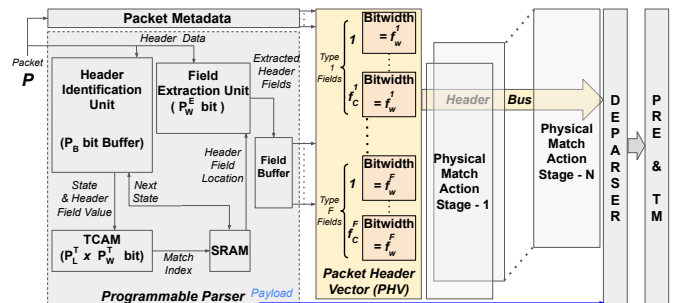 Packet Metadata
Header Data
Packet
P
Header
Identification
Unit
(P_B bit Buffer)
Field
Extraction Unit
( P_W^E bit )
Extracted
Header
Fields
Header
Field
Location
Field
Buffer
State
& Header
Field Value
Next
State
TCAM
(P_L^T x P_W^T bit)
Match
Index
SRAM
Programmable Parser
Payload
Type
1
Fields
1
Bitwidth
= f_w^1
f_C^1
Bitwidth
= f_w^1
Type
F
Fields
1
Bitwidth
= f_w^F
f_C^F
Bitwidth
= f_w^F
Packet Header
Vector (PHV)
Header Bus
Physical
Match
Action
Stage - 1
Physical
Match
Action
Stage - N
DEPARSER
PRE & TM